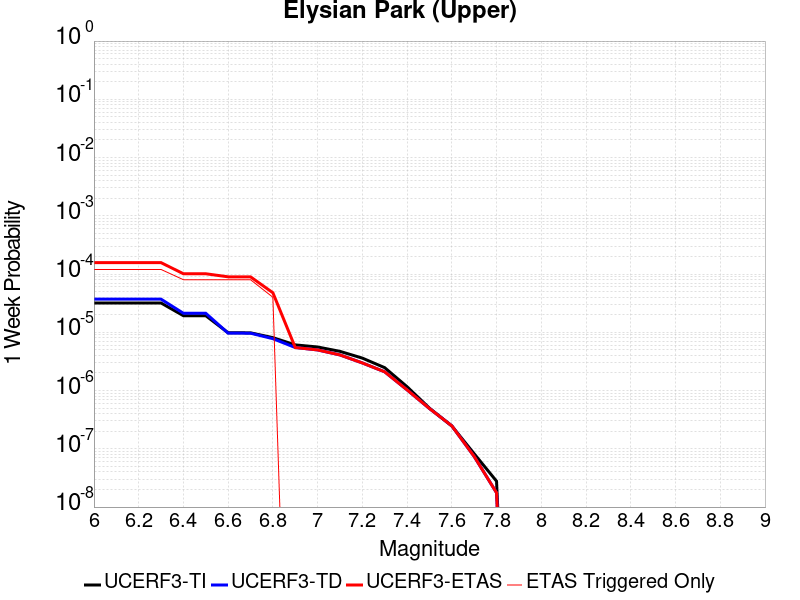 Elysian Park (Upper)
10^0
10^-1
10^-2
10^-3
10^-4
10^-5
10^-6
10^-7
10^-8
1 Week Probability
6 6.2 6.4 6.6 6.8 7 7.2 7.4 7.6 7.8 8 8.2 8.4 8.6 8.8 9
Magnitude
UCERF3-TI UCERF3-TD UCERF3-ETAS ETAS Triggered Only